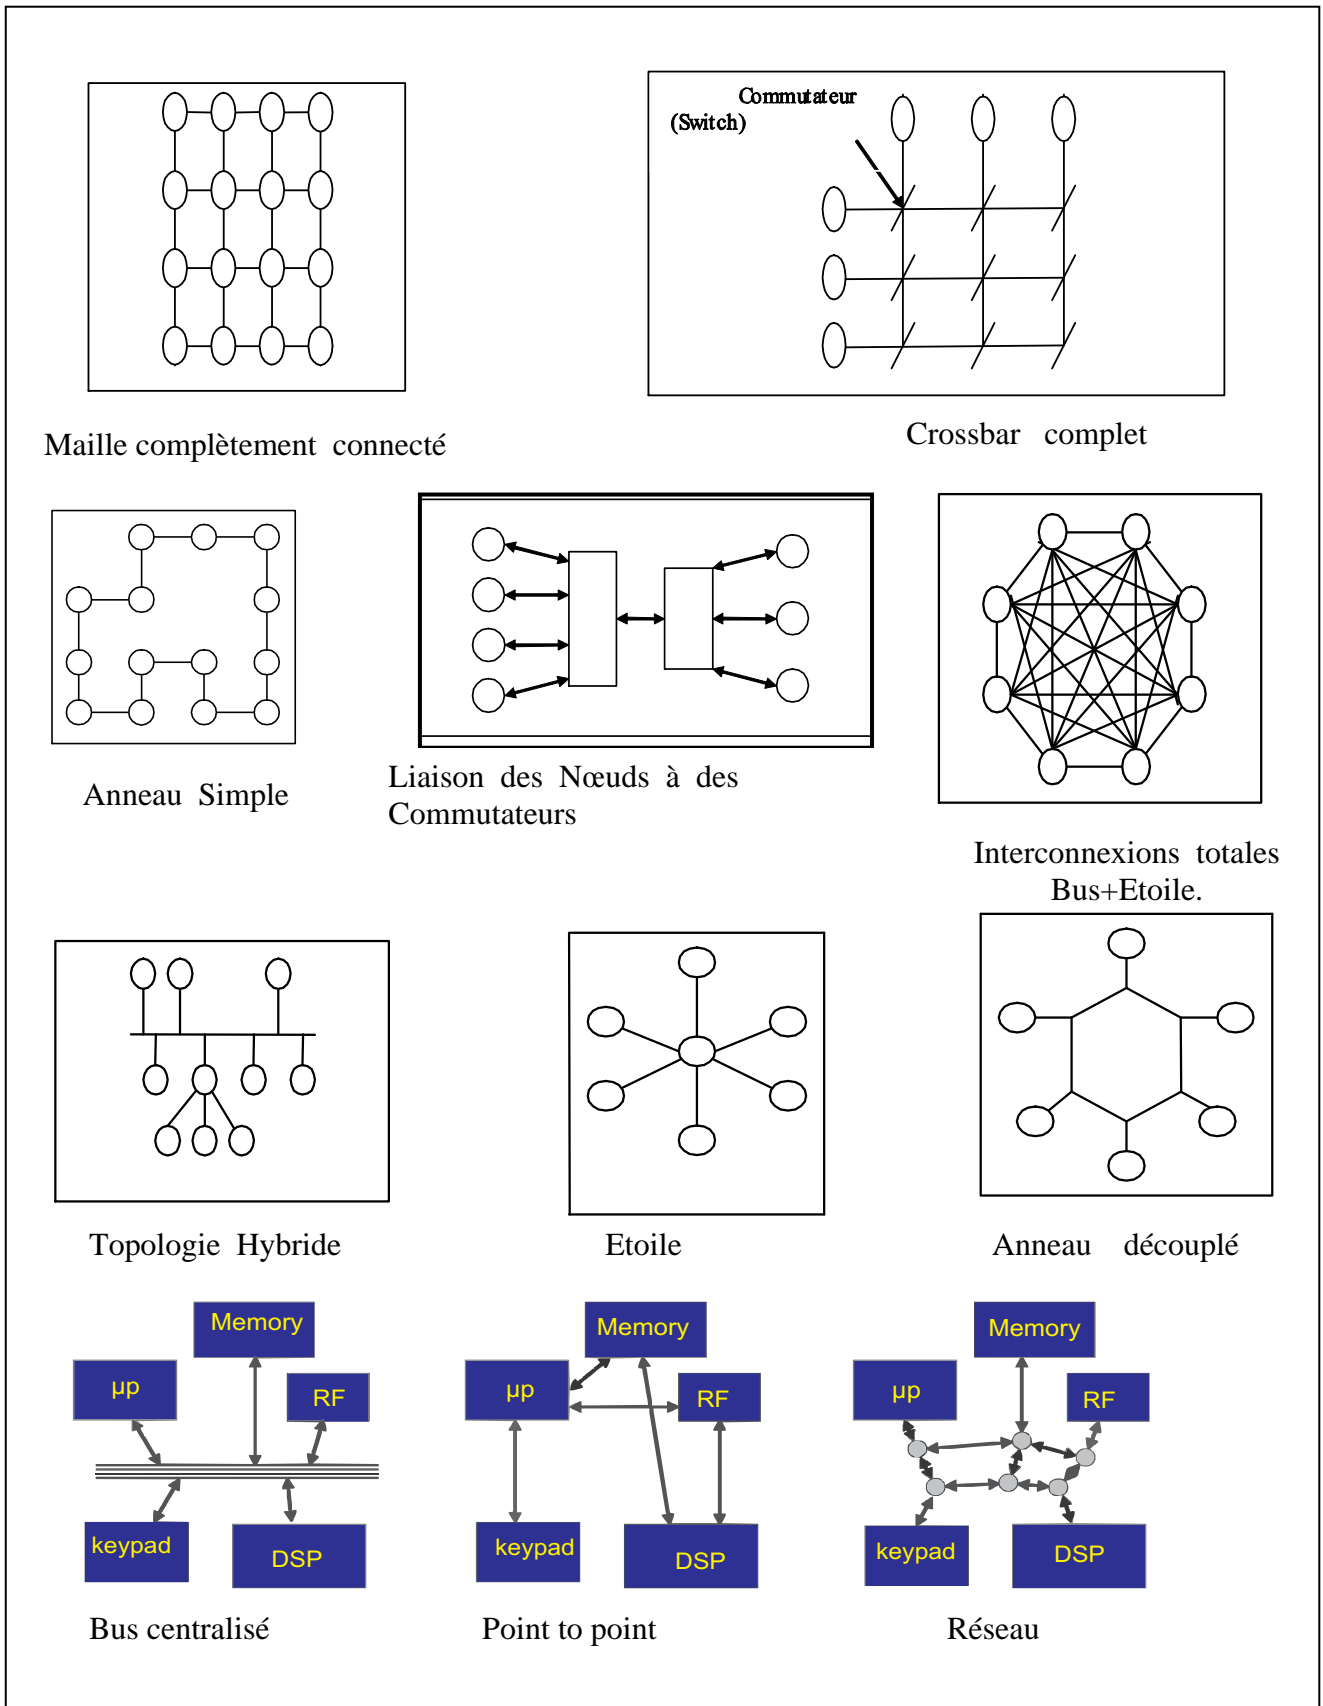 Commutateur
(Switch)
Maille complètement connecté
Crossbar complet
Anneau Simple
Liaison des Nœuds à des
Commutateurs
Interconnexions totales
Bus+Etoile.
Topologie Hybride
Etoile
Anneau découplé
Memory
µp
RF
keypad
DSP
Memory
µp
RF
keypad
DSP
Memory
µp
RF
keypad
DSP
Bus centralisé
Point to point
Réseau